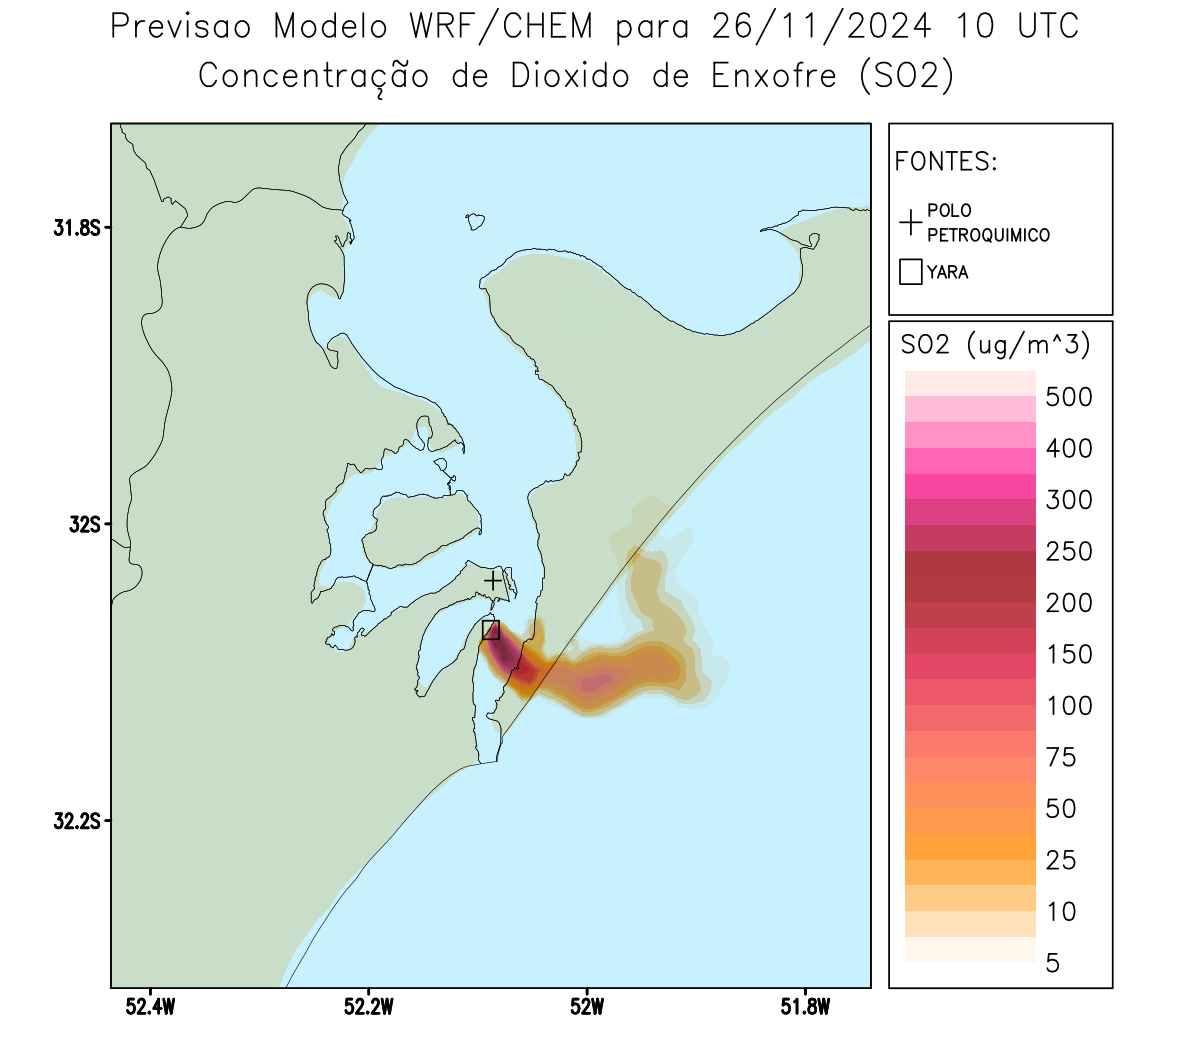 Previsao Modelo WRF/CHEM para 26/11/2024 10 UTC
Concentração de Dioxido de Enxofre (SO2)
FONTES:
POLO
PETROQUIMICO
YARA
31.8S
32S
32.2S
52.4W
52.2W
52W
51.8W
SO2 (ug/m^3)
500
400
300
250
200
150
100
75
50
25
10
5